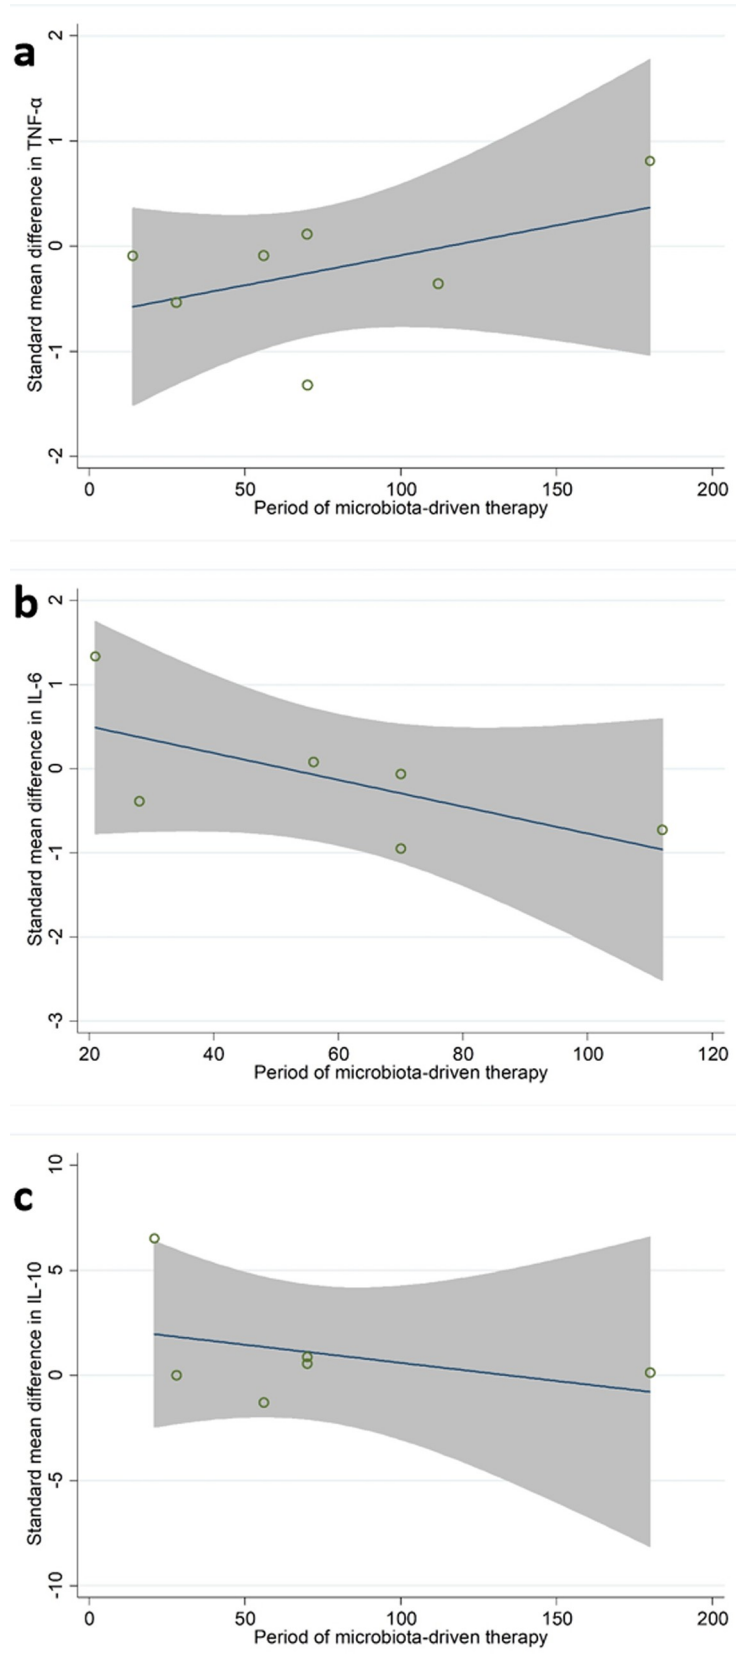 a
Standard mean difference in TNF-α
2
1
0
-1
-2
0 50 100 150 200
Period of microbiota-driven therapy
b
Standard mean difference in IL-6
2
1
0
-1
-2
-3
20 40 60 80 100 120
Period of microbiota-driven therapy
c
Standard mean difference in IL-10
10
5
0
-5
-10
0 50 100 150 200
Period of microbiota-driven therapy